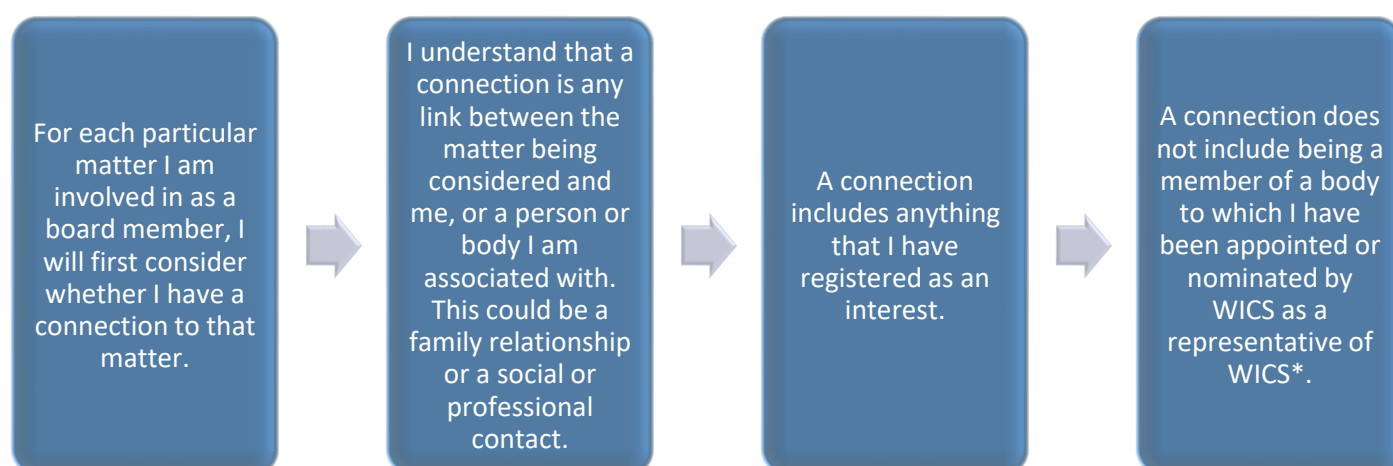 For each particular
matter I am
involved in as a
board member, I
will first consider
whether I have a
connection to that
matter.
I understand that a
connection is any
link between the
matter being
considered and
me, or a person or
body I am
associated with.
This could be a
family relationship
or a social or
professional
contact.
A connection
includes anything
that I have
registered as an
interest.
A connection does
not include being a
member of a body
to which I have
been appointed or
nominated by
WICS as a
representative of
WICS*.